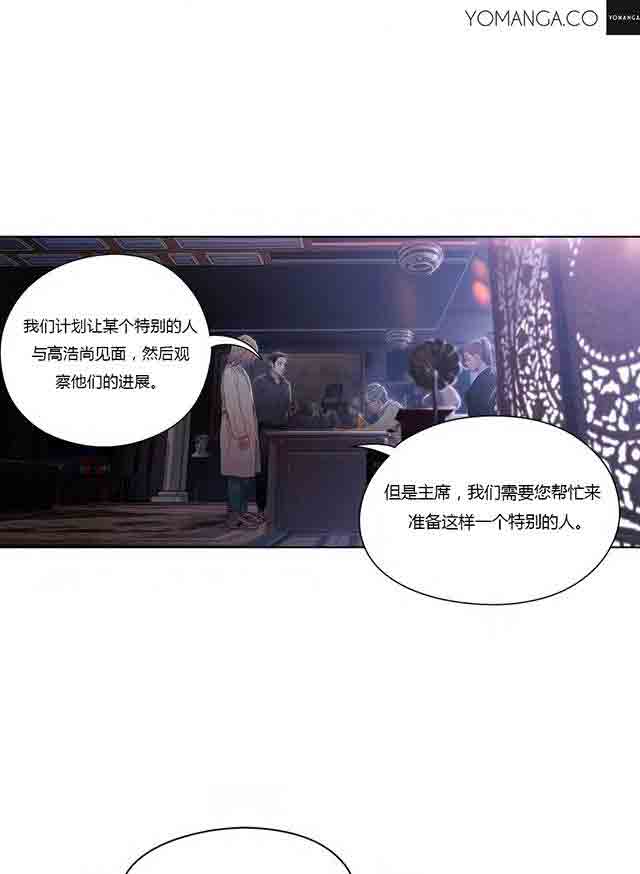 YOMANGA.CO
YOMANGA
我们计划让某个特别的人
与高浩尚见面，然后观
察他们的进展。
但是主席，我们需要您帮忙来
准备这样一个特别的人。